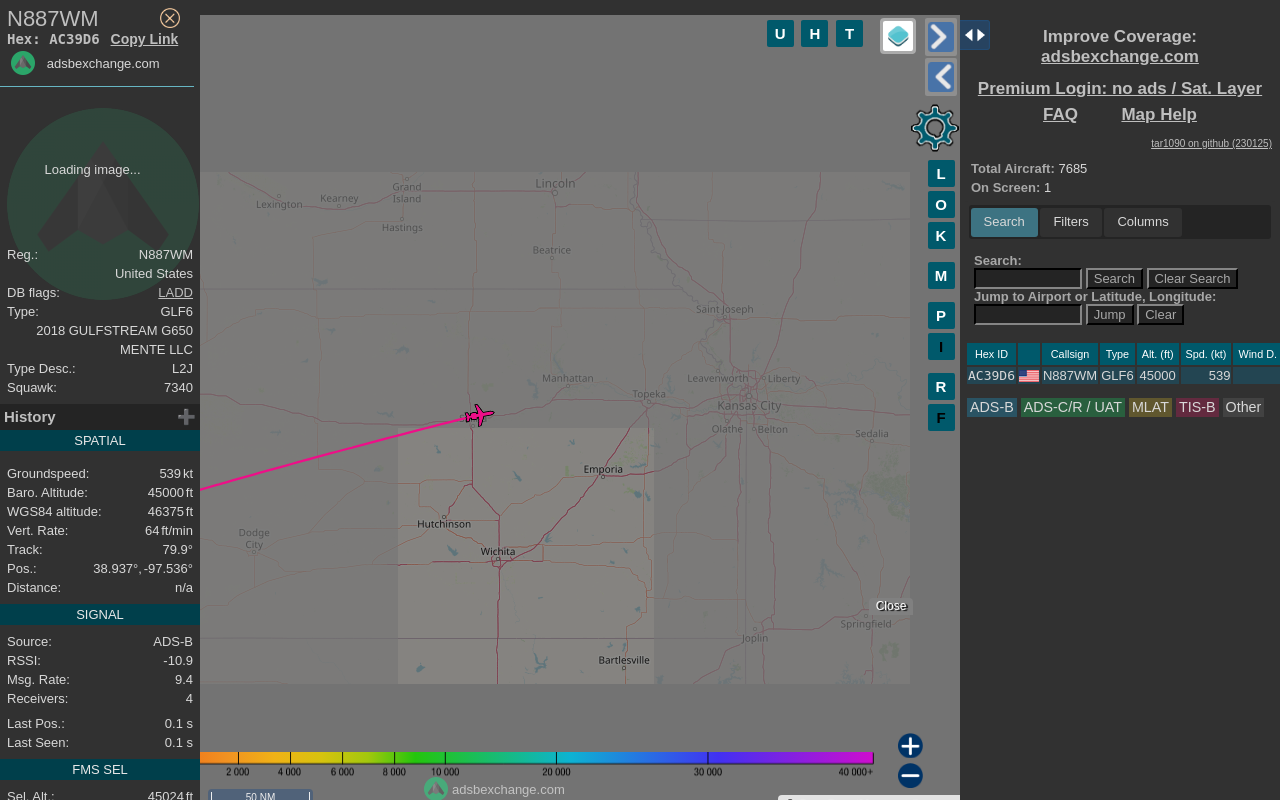 N887WM
Hex: AC39D6 Copy Link
adsbexchange.com
Loading image...
Reg.: N887WM
United States
DB flags: LADD
Type: GLF6
2018 GULFSTREAM G650
MENTE LLC
Type Desc.: L2J
Squawk: 7340
History
SPATIAL
Groundspeed: 539 kt
Baro. Altitude: 45000 ft
WGS84 altitude: 46375 ft
Vert. Rate: 64 ft/min
Track: 79.9°
Pos.: 38.937°, -97.536°
Distance: n/a
SIGNAL
Source: ADS-B
RSSI: -10.9
Msg. Rate: 9.4
Receivers: 4
Last Pos.: 0.1 s
Last Seen: 0.1 s
FMS SEL
Sel. Alt.: 45024 ft
U H T
L
O
K
M
P
I
R
F
Lincoln
Grand
Island
Kearney
Lexington
Hastings
Beatrice
Saint Joseph
Manhattan
Leavenworth
Liberty
Topeka
Kansas City
Olathe
Belton
Sedalia
Emporia
Hutchinson
Dodge
City
Wichita
Close
Springfield
Joplin
Bartlesville
2 000 4 000 6 000 8 000 10 000 20 000 30 000 40 000+
adsbexchange.com
50 NM
Improve Coverage:
adsbexchange.com
Premium Login: no ads / Sat. Layer
FAQ Map Help
tar1090 on github (230125)
Total Aircraft: 7685
On Screen: 1
Search Filters Columns
Search:
Search Clear Search
Jump to Airport or Latitude, Longitude:
Jump Clear
Hex ID Callsign Type Alt. (ft) Spd. (kt) Wind D.
AC39D6 N887WM GLF6 45000 539
ADS-B ADS-C/R / UAT MLAT TIS-B Other